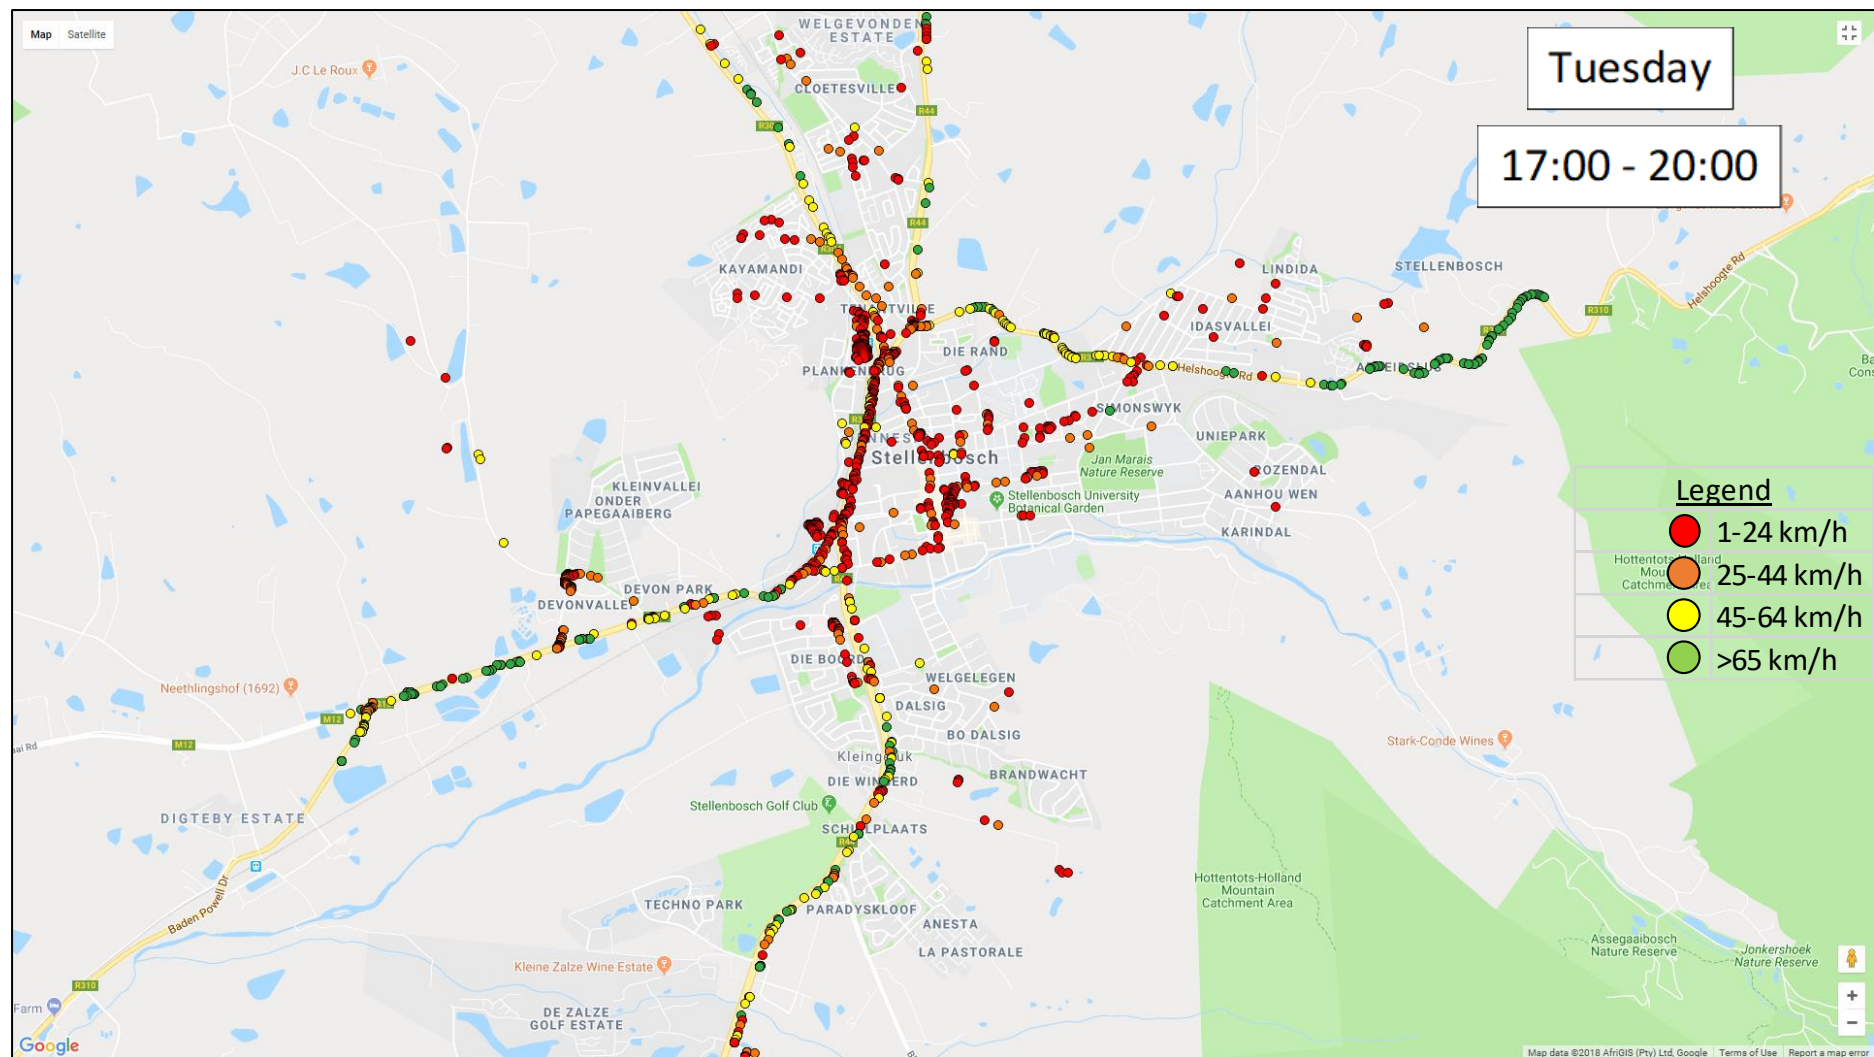 Map Satellite
WELGEVONDEN
ESTATE
Tuesday
J.C Le Roux
CLOETESVILLE
R44
17:00 - 20:00
R44
KAYAMANDI
LINDIDA
STELLENBOSCH
Helshoogte Rd
R310
IDASVALLEI
DIE RAND
Helshoogte Rd
SIMONSWYK
UNIEPARK
Stellenbosch
Jan Marais
Nature Reserve
ROZENDAL
KLEINVALLEI
ONDER
PAPEGAAIBERG
Stellenbosch University
Botanical Garden
AANHOU WEN
KARINDAL
Legend
1-24 km/h
25-44 km/h
45-64 km/h
>65 km/h
DEVON PARK
DEVONVALLEI
DIE BOORD
WELGELEGEN
Neethlingshof (1692)
DALSIG
M12
M12
BO DALSIG
Stark-Conde Wines
DIE WINGERD
BRANDWACHT
Stellenbosch Golf Club
DIGTEBY ESTATE
Hottentots-Holland
Mountain
Catchment Area
TECHNO PARK
PARADYSKLOOF
ANESTA
Baden Powell Dr
LA PASTORALE
Assegaaibosch
Nature Reserve
Jonkershoek
Nature Reserve
Kleine Zalze Wine Estate
R310
Farm
DE ZALZE
GOLF ESTATE
Google
Map data ©2018 AfriGIS (Pty) Ltd, Google Terms of Use Report a map error